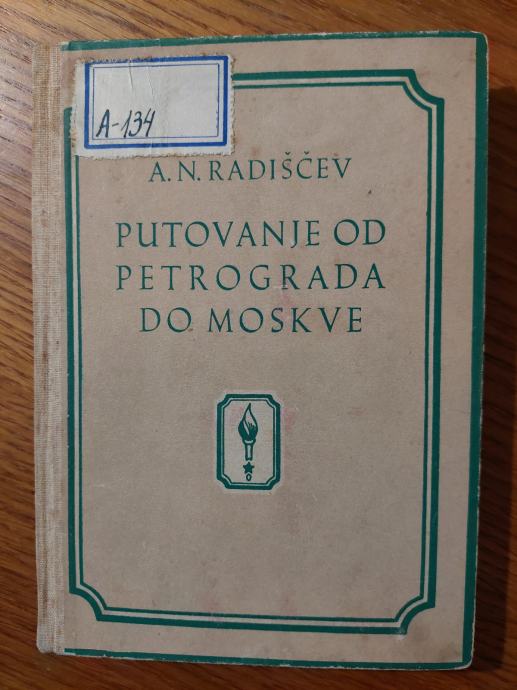 A-134
A. N. RADIŠČEV
PUTOVANJE OD
PETROGRADA
DO MOSKVE